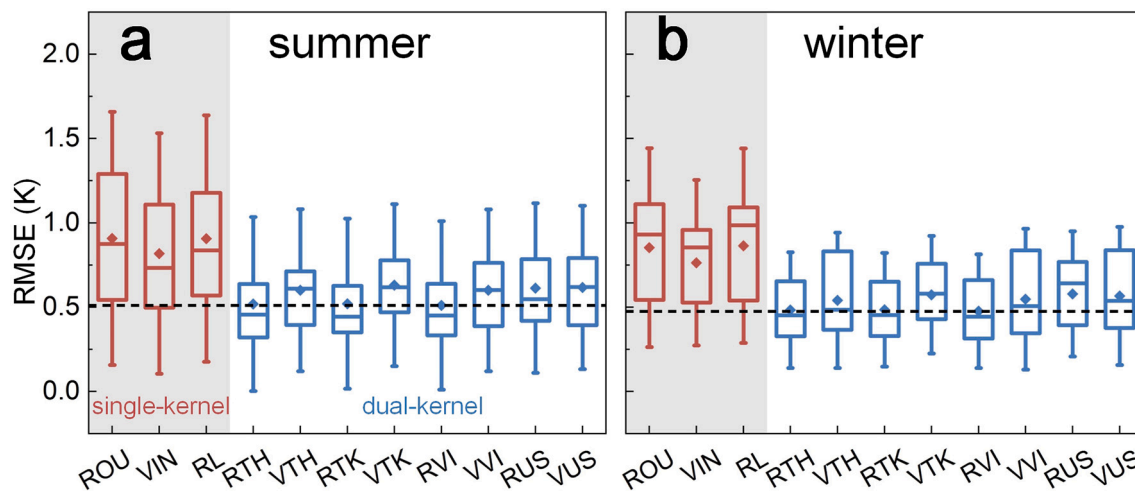 a summer
b winter
2.0
1.5
1.0
0.5
0.0
RMSE (K)
single-kernel
dual-kernel
ROU VIN RL RTH VTH RTK VTK RVI VVI RUS VUS
ROU VIN RL RTH VTH RTK VTK RVI VVI RUS VUS